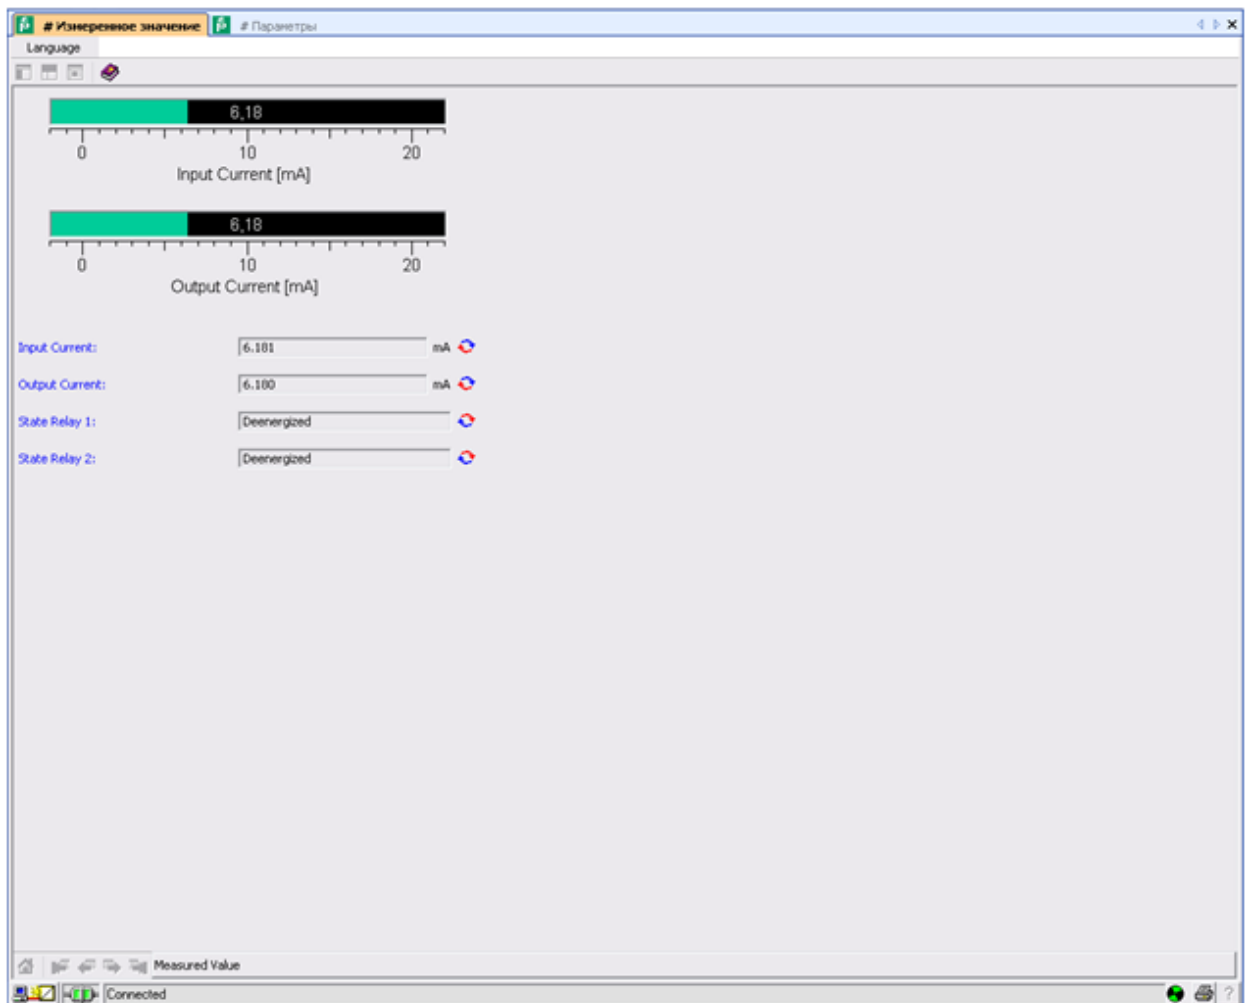 # Измеренное значение # Параметры
Language
6,18
0 10 20
Input Current [mA]
6,18
0 10 20
Output Current [mA]
Input Current: 6.181 mA
Output Current: 6.180 mA
State Relay 1: Deenergized
State Relay 2: Deenergized
Measured Value
Connected